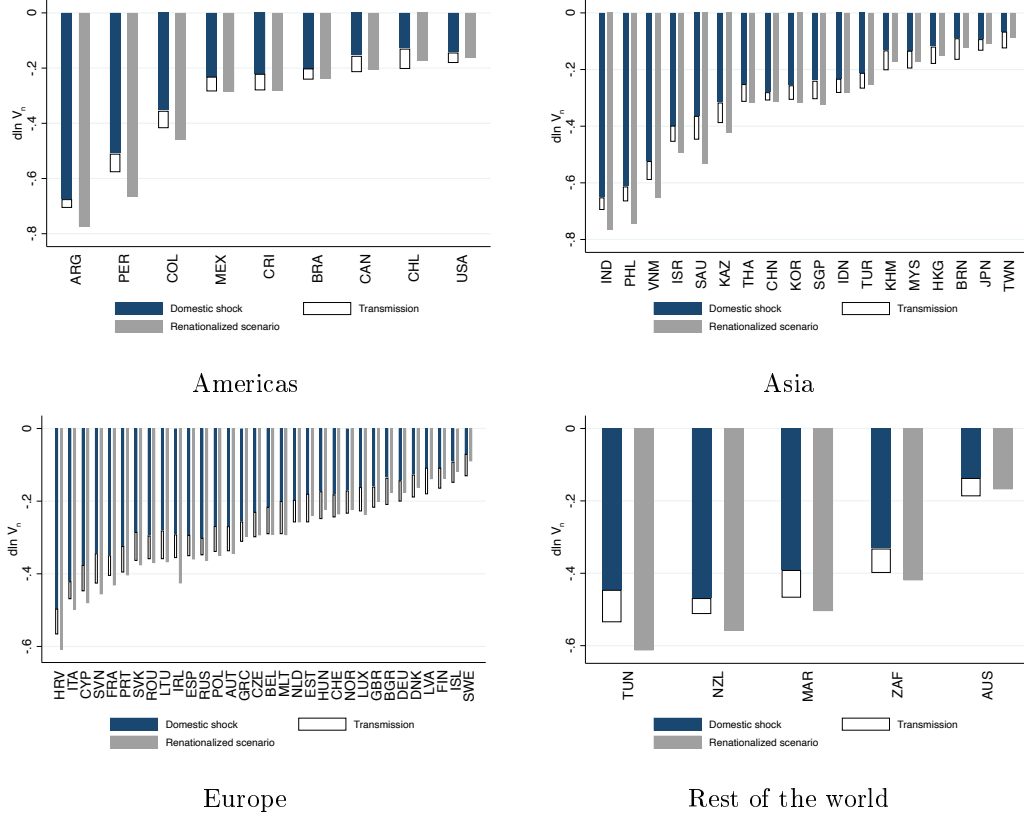 0
-.2
-.4
-.6
-.8
dln Vn
ARG PER COL MEX CRI BRA CAN CHL USA
Domestic shock Transmission
Renationalized scenario
Americas
0
-.2
-.4
-.6
-.8
dln Vn
IND PHL VNM ISR SAU KAZ THA CHN KOR SGP IDN TUR KHM MYS HKG BRN JPN TWN
Domestic shock Transmission
Renationalized scenario
Asia
0
-.2
-.4
-.6
dln Vn
HRV ITA CYP SVN FRA PRT SVK ROU LTU IRL ESP RUS POL AUT GRC CZE BEL MLT NLD EST HUN CHE NOR LUX GBR BGR DEU DNK LVA FIN ISL SWE
Domestic shock Transmission
Renationalized scenario
Europe
0
-.2
-.4
-.6
dln Vn
TUN NZL MAR ZAF AUS
Domestic shock Transmission
Renationalized scenario
Rest of the world